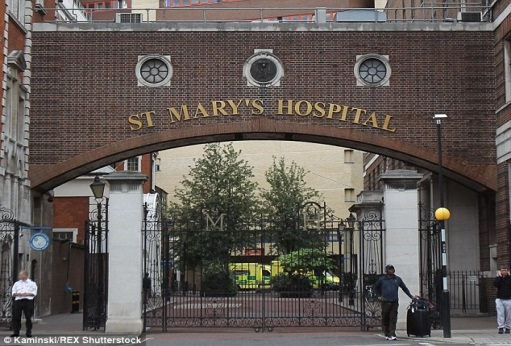 ST MARY'S HOSPITAL
M H
© Kaminski/REX Shutterstock